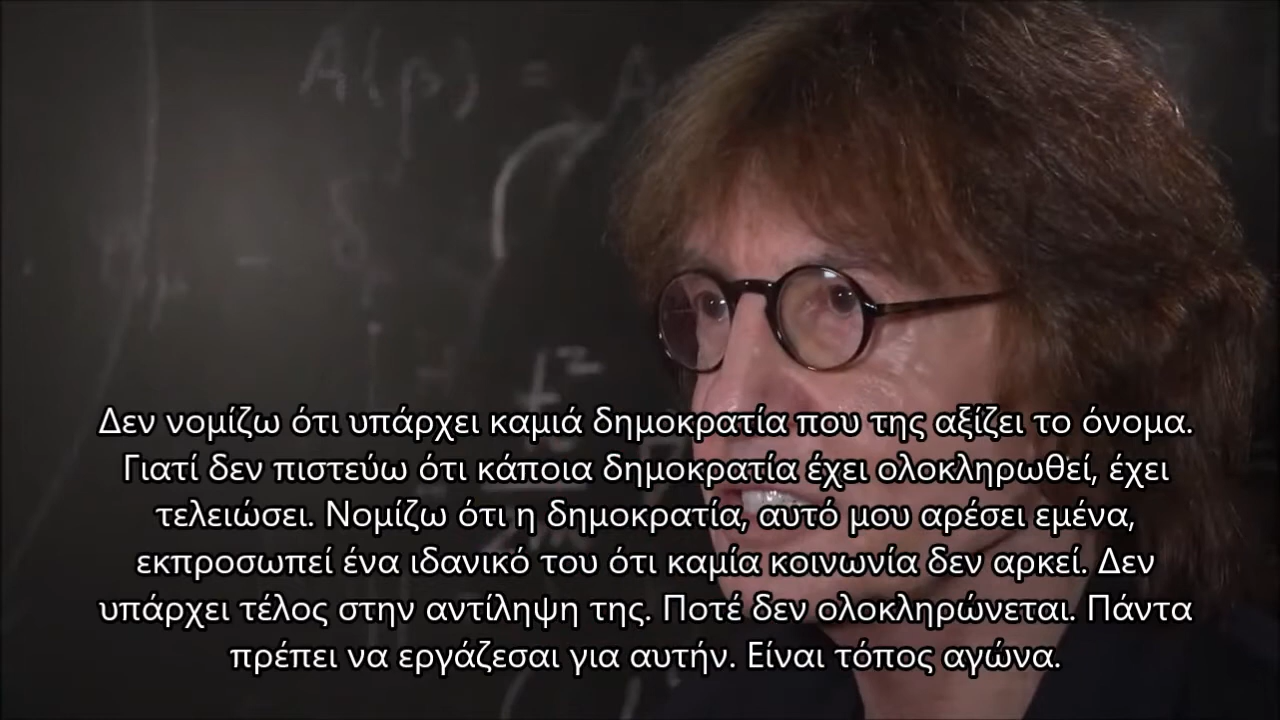 A(p) =
t²
Δεν νομίζω ότι υπάρχει καμιά δημοκρατία που της αξίζει το όνομα.
Γιατί δεν πιστεύω ότι κάποια δημοκρατία έχει ολοκληρωθεί, έχει
τελειώσει. Νομίζω ότι η δημοκρατία, αυτό μου αρέσει εμένα,
εκπροσωπεί ένα ιδανικό του ότι καμία κοινωνία δεν αρκεί. Δεν
υπάρχει τέλος στην αντίληψη της. Ποτέ δεν ολοκληρώνεται. Πάντα
πρέπει να εργάζεσαι για αυτήν. Είναι τόπος αγώνα.